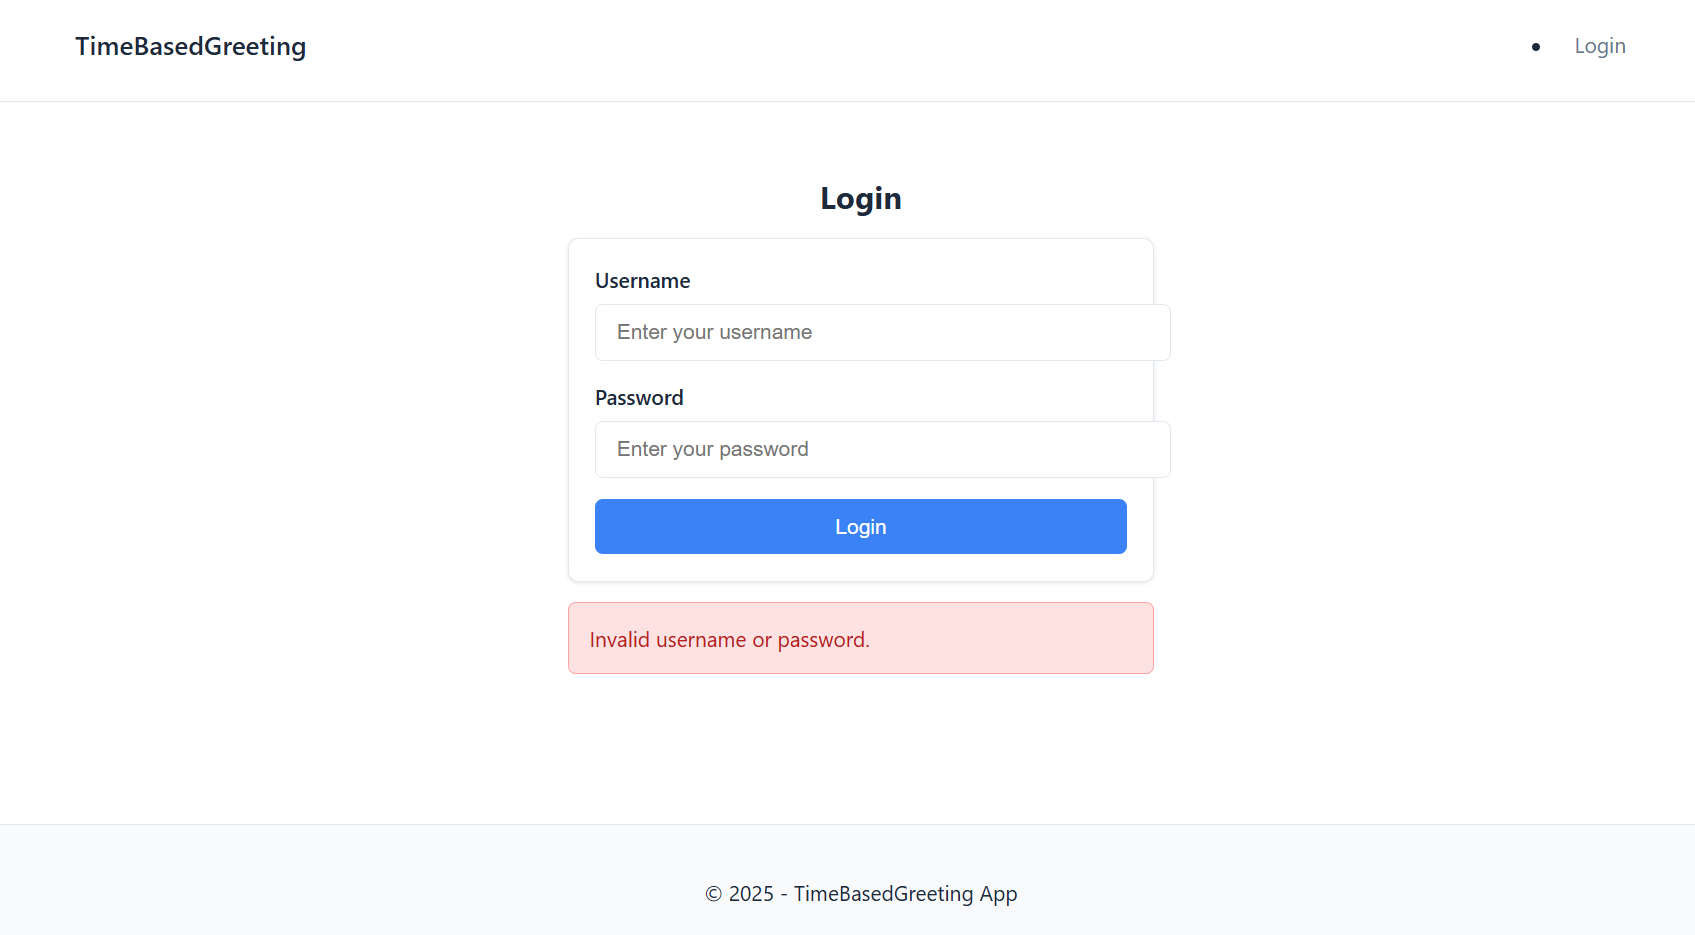 TimeBasedGreeting
• Login
Login
Username
Enter your username
Password
Enter your password
Login
Invalid username or password.
© 2025 - TimeBasedGreeting App